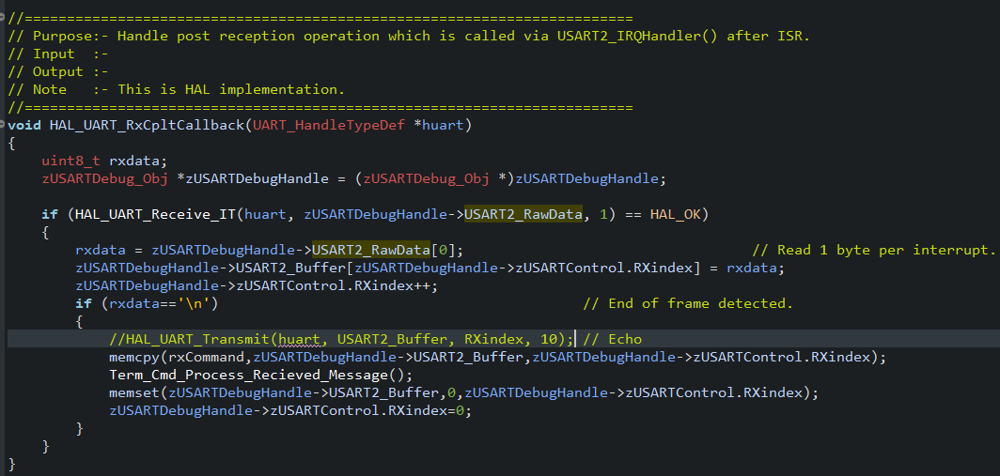 //========================================================================
// Purpose:- Handle post reception operation which is called via USART2_IRQHandler() after ISR.
// Input  :-
// Output :-
// Note   :- This is HAL implementation.
//========================================================================
void HAL_UART_RxCpltCallback(UART_HandleTypeDef *huart)
{
    uint8_t rxdata;
    zUSARTDebug_Obj *zUSARTDebugHandle = (zUSARTDebug_Obj *)zUSARTDebugHandle;

    if (HAL_UART_Receive_IT(huart, zUSARTDebugHandle->USART2_RawData, 1) == HAL_OK)
    {
        rxdata = zUSARTDebugHandle->USART2_RawData[0];                                  // Read 1 byte per interrupt.
        zUSARTDebugHandle->USART2_Buffer[zUSARTDebugHandle->zUSARTControl.RXindex] = rxdata;
        zUSARTDebugHandle->zUSARTControl.RXindex++;
        if (rxdata=='\n')                                           // End of frame detected.
        {
            //HAL_UART_Transmit(huart, USART2_Buffer, RXindex, 10); // Echo
            memcpy(rxCommand,zUSARTDebugHandle->USART2_Buffer,zUSARTDebugHandle->zUSARTControl.RXindex);
            Term_Cmd_Process_Recieved_Message();
            memset(zUSARTDebugHandle->USART2_Buffer,0,zUSARTDebugHandle->zUSARTControl.RXindex);
            zUSARTDebugHandle->zUSARTControl.RXindex=0;
        }
    }
}